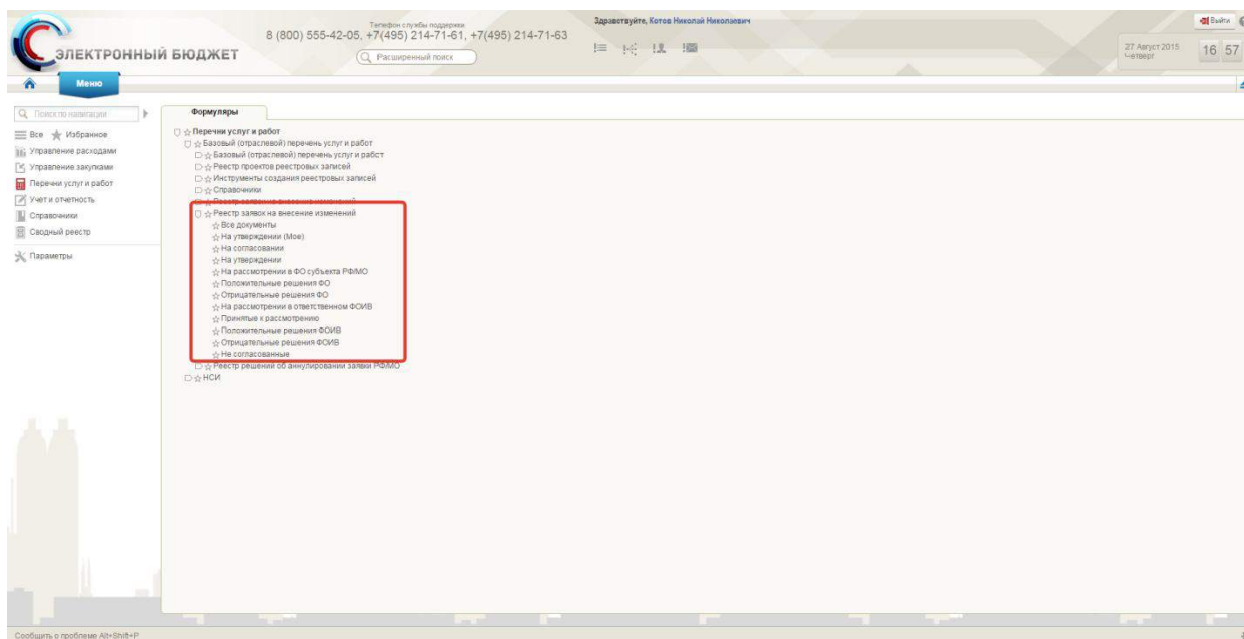 Телефон службы поддержки
8 (800) 555-42-05, +7(495) 214-71-61, +7(495) 214-71-63
Здравствуйте, Котов Николай Николаевич
Выйти
ЭЛЕКТРОННЫЙ БЮДЖЕТ
Расширенный поиск
27 Август 2015
Четверг
16 57
Меню
Поиск по навигации
Все Избранное
Управление расходами
Управление закупками
Перечни услуг и работ
Учет и отчетность
Справочники
Сводный реестр
Параметры
Формуляры
Перечни услуг и работ
Базовый (отраслевой) перечень услуг и работ
Базовый (отраслевой) перечень услуг и работ
Реестр проектов реестровых записей
Инструменты создания реестровых записей
Справочники
Реестр заявок на внесение изменений
Все документы
На утверждении (Мое)
На согласовании
На утверждении
На рассмотрении в ФО субъекта РФ/МО
Положительные решения ФО
Отрицательные решения ФО
На рассмотрении в ответственном ФОИВ
Принятые к рассмотрению
Положительные решения ФОИВ
Отрицательные решения ФОИВ
Не согласованные
Реестр решений об аннулировании заявки РФ/МО
НСИ
Сообщить о проблеме Alt+Shift+P